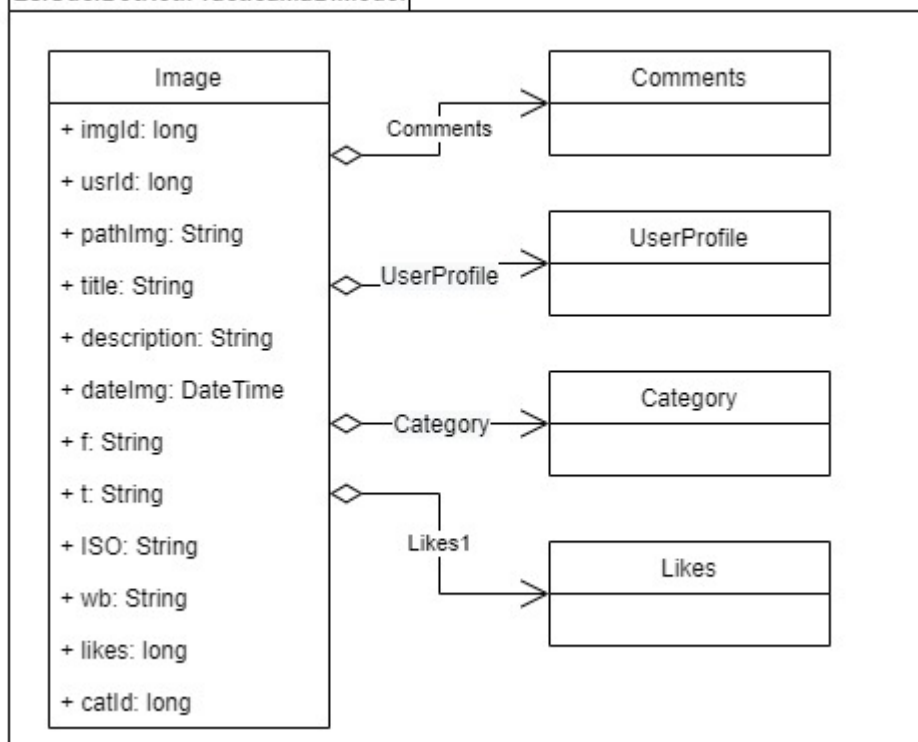 Image
+ imgId: long
+ usrId: long
+ pathImg: String
+ title: String
+ description: String
+ dateImg: DateTime
+ f: String
+ t: String
+ ISO: String
+ wb: String
+ likes: long
+ catId: long
Comments
UserProfile
Category
Likes1
Comments
UserProfile
Category
Likes